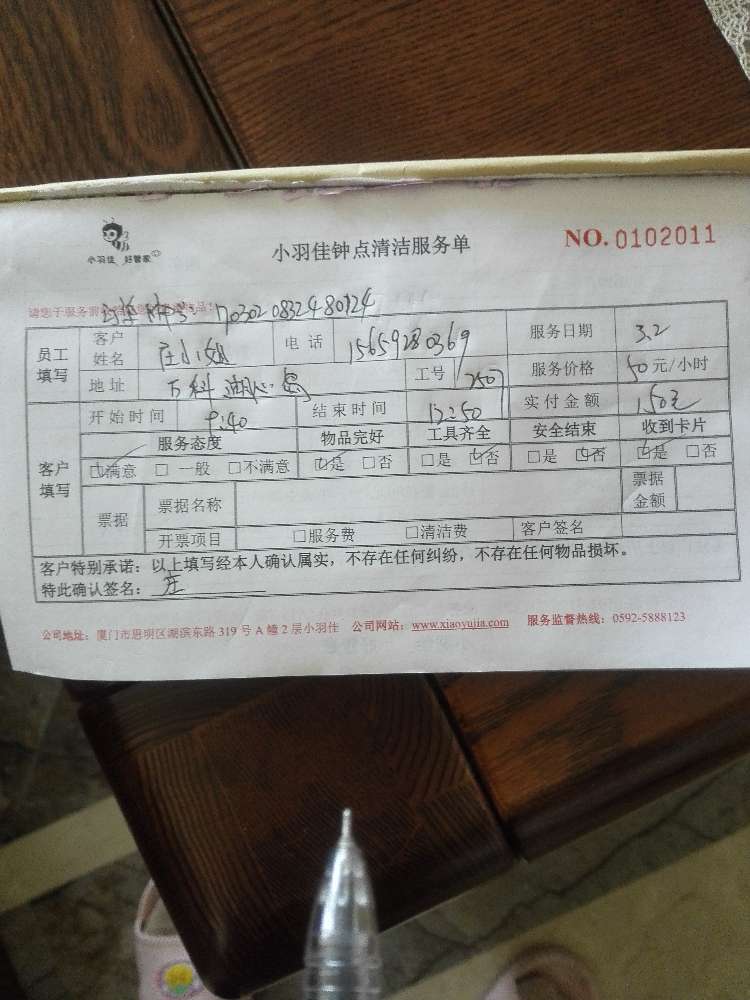 小羽佳 好管家
小羽佳钟点清洁服务单
NO. 0102011
订单编号 1703020832480124
员工填写 客户姓名 庄小姐 电话 15659280369 服务日期 3.2
地址 万科湖心岛 工号 2507 服务价格 50元/小时
客户填写 开始时间 9:40 结束时间 12:50 实付金额 150元
服务态度 物品完好 工具齐全 安全结束 收到卡片
☑满意 □一般 □不满意 ☑是 □否 □是 ☑否 □是 ☑否 ☑是 □否
票据 票据名称 票据金额
开票项目 □服务费 □清洁费 客户签名
客户特别承诺：以上填写经本人确认属实，不存在任何纠纷，不存在任何物品损坏。
特此确认签名：庄
公司地址：厦门市思明区湖滨东路 319 号 A 幢 2 层小羽佳 公司网站：www.xiaoyujia.com 服务监督热线：0592-5888123